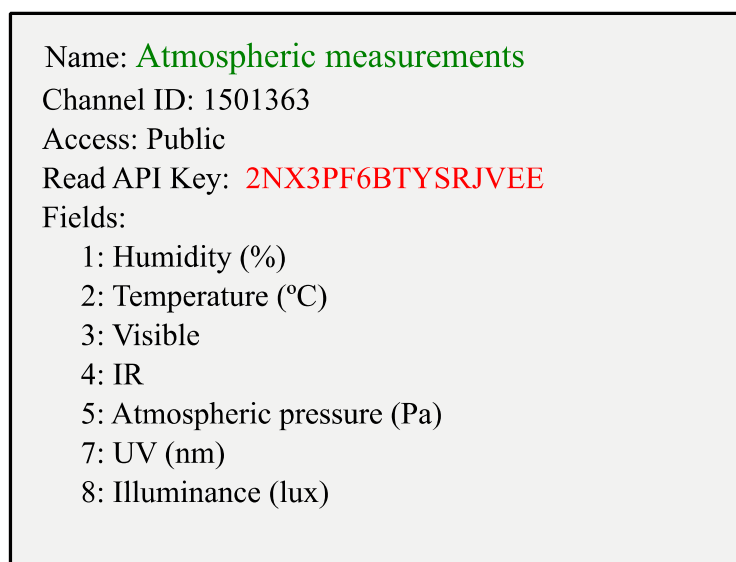 Name: Atmospheric measurements
Channel ID: 1501363
Access: Public
Read API Key: 2NX3PF6BTYSRJVEE
Fields:
1: Humidity (%)
2: Temperature (ºC)
3: Visible
4: IR
5: Atmospheric pressure (Pa)
7: UV (nm)
8: Illuminance (lux)